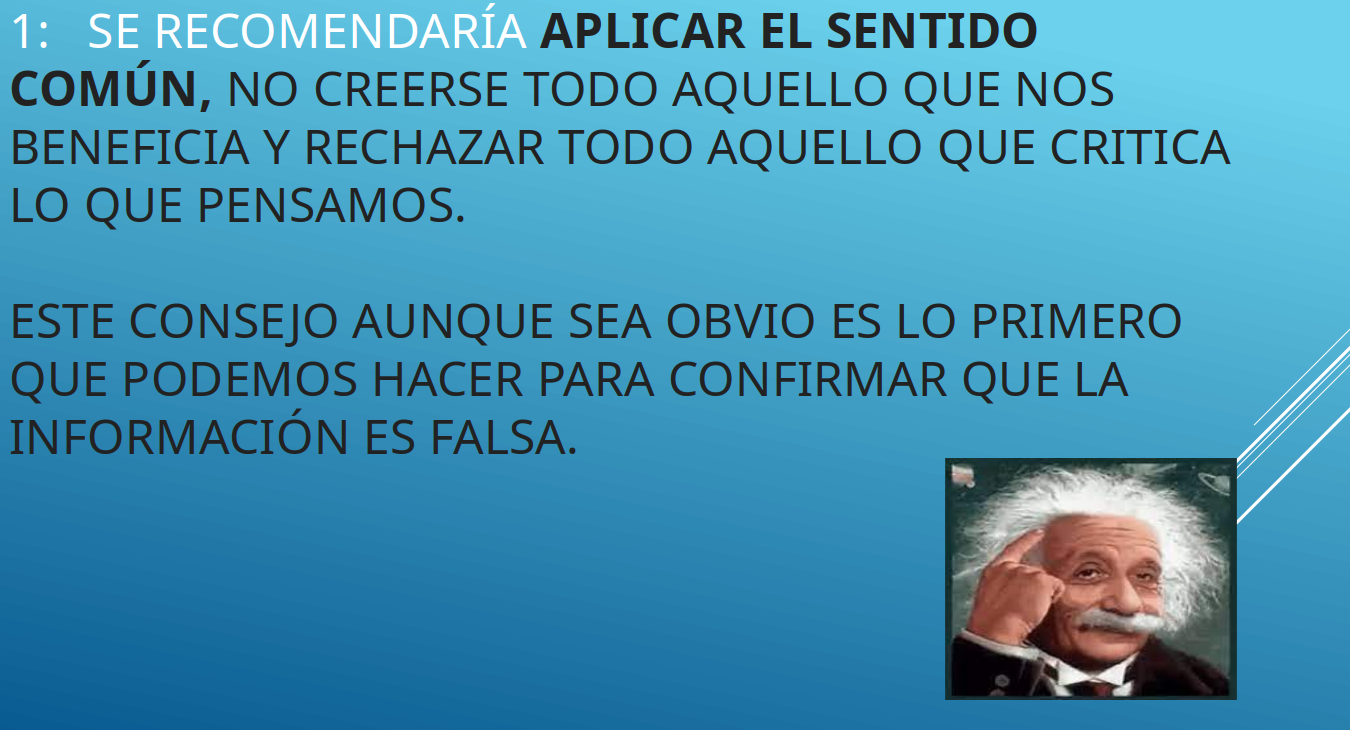 1: SE RECOMENDARÍA APLICAR EL SENTIDO
COMÚN, NO CREERSE TODO AQUELLO QUE NOS
BENEFICIA Y RECHAZAR TODO AQUELLO QUE CRITICA
LO QUE PENSAMOS.
ESTE CONSEJO AUNQUE SEA OBVIO ES LO PRIMERO
QUE PODEMOS HACER PARA CONFIRMAR QUE LA
INFORMACIÓN ES FALSA.